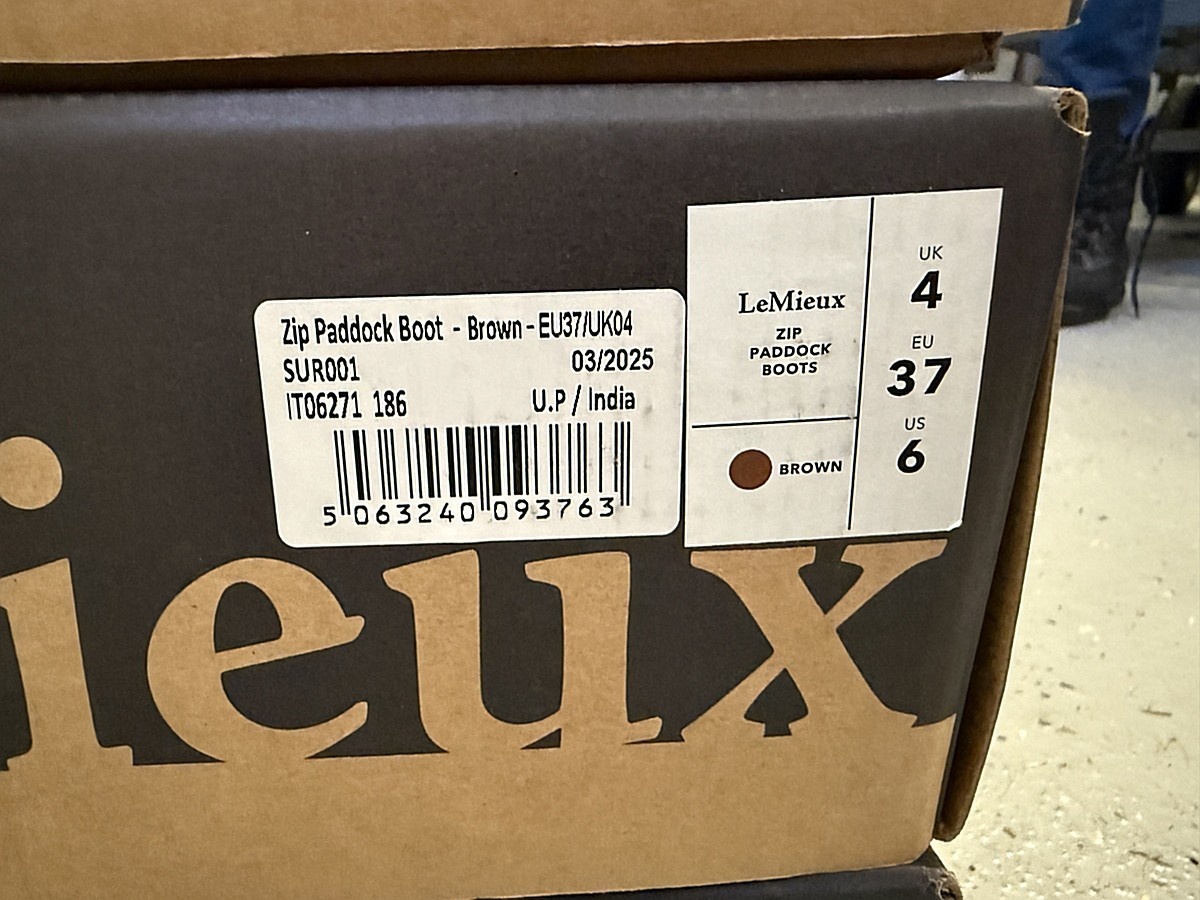 Zip Paddock Boot - Brown - EU37/UK04
SUR001 03/2025
IT06271 186 U.P / India
5 063240 093763
LeMieux
ZIP
PADDOCK
BOOTS
BROWN
UK
4
EU
37
US
6
ieux